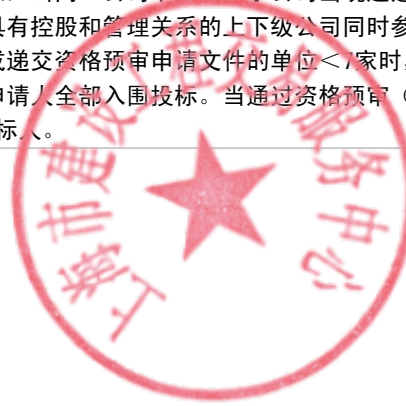 具有控股和管理关系的上下级公司同时参
递交资格预审申请文件的单位<7家时
申请人全部入围投标。当通过资格预审（
标人。
上海市建设工程交易服务中心